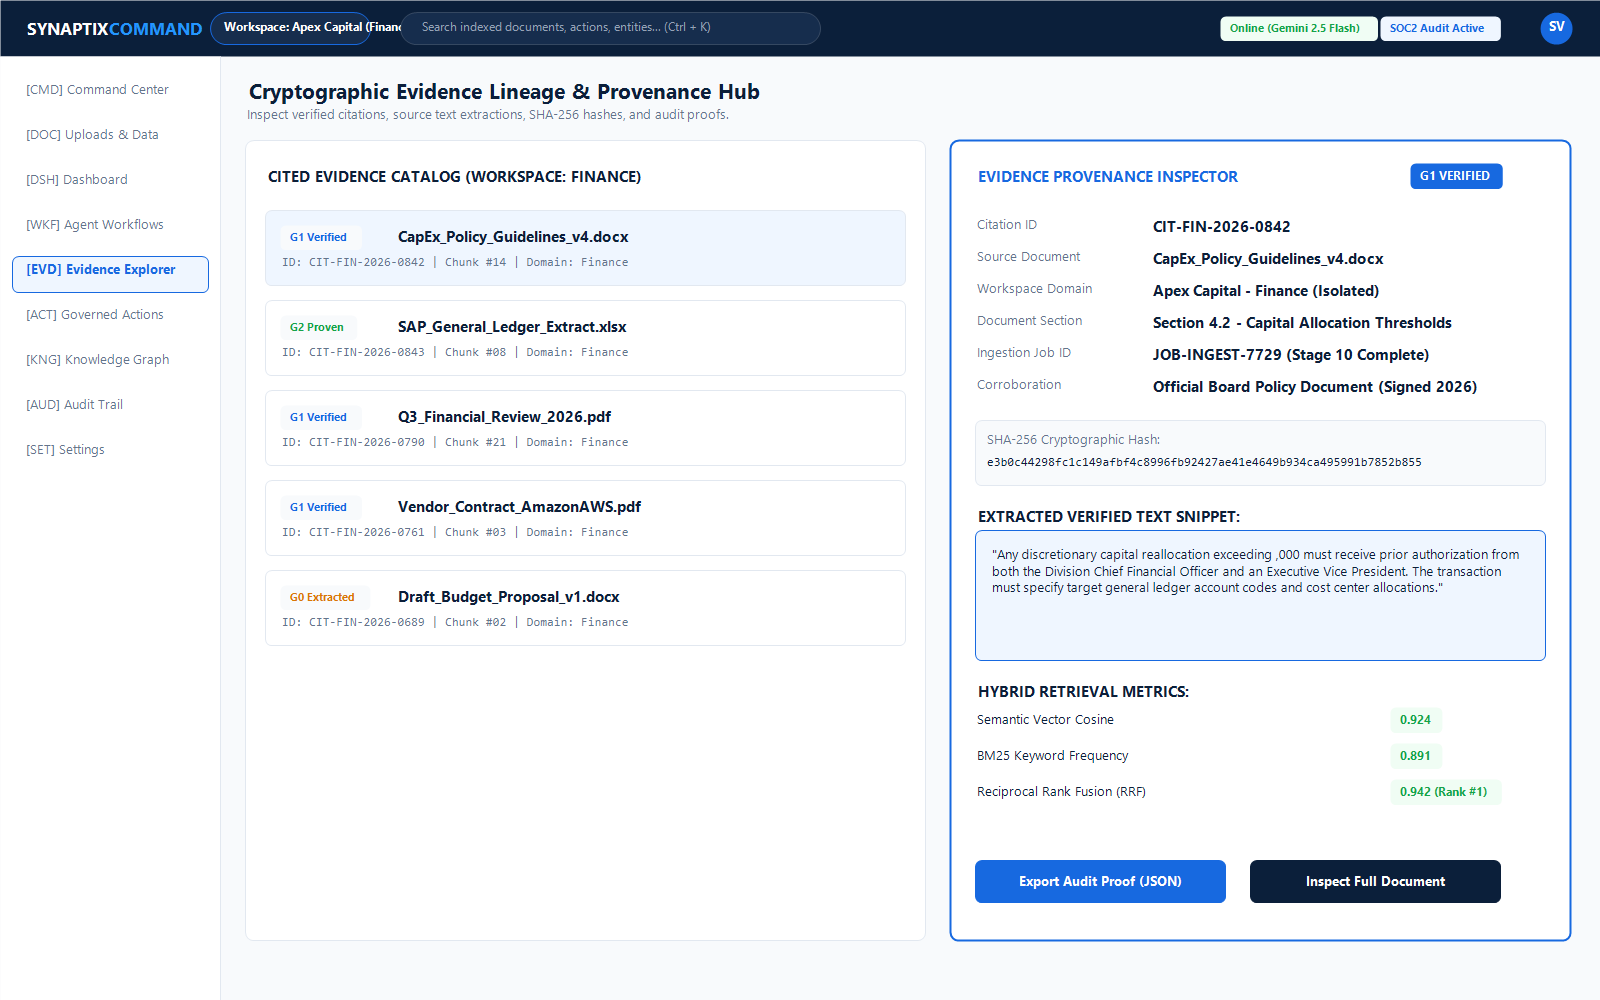 SYNAPTIXCOMMAND
Workspace: Apex Capital (Financ
Search indexed documents, actions, entities... (Ctrl + K)
Online (Gemini 2.5 Flash)
SOC2 Audit Active
SV
[CMD] Command Center
[DOC] Uploads & Data
[DSH] Dashboard
[WKF] Agent Workflows
[EVD] Evidence Explorer
[ACT] Governed Actions
[KNG] Knowledge Graph
[AUD] Audit Trail
[SET] Settings
Cryptographic Evidence Lineage & Provenance Hub
Inspect verified citations, source text extractions, SHA-256 hashes, and audit proofs.
CITED EVIDENCE CATALOG (WORKSPACE: FINANCE)
G1 Verified
CapEx_Policy_Guidelines_v4.docx
ID: CIT-FIN-2026-0842 | Chunk #14 | Domain: Finance
G2 Proven
SAP_General_Ledger_Extract.xlsx
ID: CIT-FIN-2026-0843 | Chunk #08 | Domain: Finance
G1 Verified
Q3_Financial_Review_2026.pdf
ID: CIT-FIN-2026-0790 | Chunk #21 | Domain: Finance
G1 Verified
Vendor_Contract_AmazonAWS.pdf
ID: CIT-FIN-2026-0761 | Chunk #03 | Domain: Finance
G0 Extracted
Draft_Budget_Proposal_v1.docx
ID: CIT-FIN-2026-0689 | Chunk #02 | Domain: Finance
EVIDENCE PROVENANCE INSPECTOR
G1 VERIFIED
Citation ID
CIT-FIN-2026-0842
Source Document
CapEx_Policy_Guidelines_v4.docx
Workspace Domain
Apex Capital - Finance (Isolated)
Document Section
Section 4.2 - Capital Allocation Thresholds
Ingestion Job ID
JOB-INGEST-7729 (Stage 10 Complete)
Corroboration
Official Board Policy Document (Signed 2026)
SHA-256 Cryptographic Hash:
e3b0c44298fc1c149afbf4c8996fb92427ae41e4649b934ca495991b7852b855
EXTRACTED VERIFIED TEXT SNIPPET:
"Any discretionary capital reallocation exceeding ,000 must receive prior authorization from
both the Division Chief Financial Officer and an Executive Vice President. The transaction
must specify target general ledger account codes and cost center allocations."
HYBRID RETRIEVAL METRICS:
Semantic Vector Cosine
0.924
BM25 Keyword Frequency
0.891
Reciprocal Rank Fusion (RRF)
0.942 (Rank #1)
Export Audit Proof (JSON)
Inspect Full Document